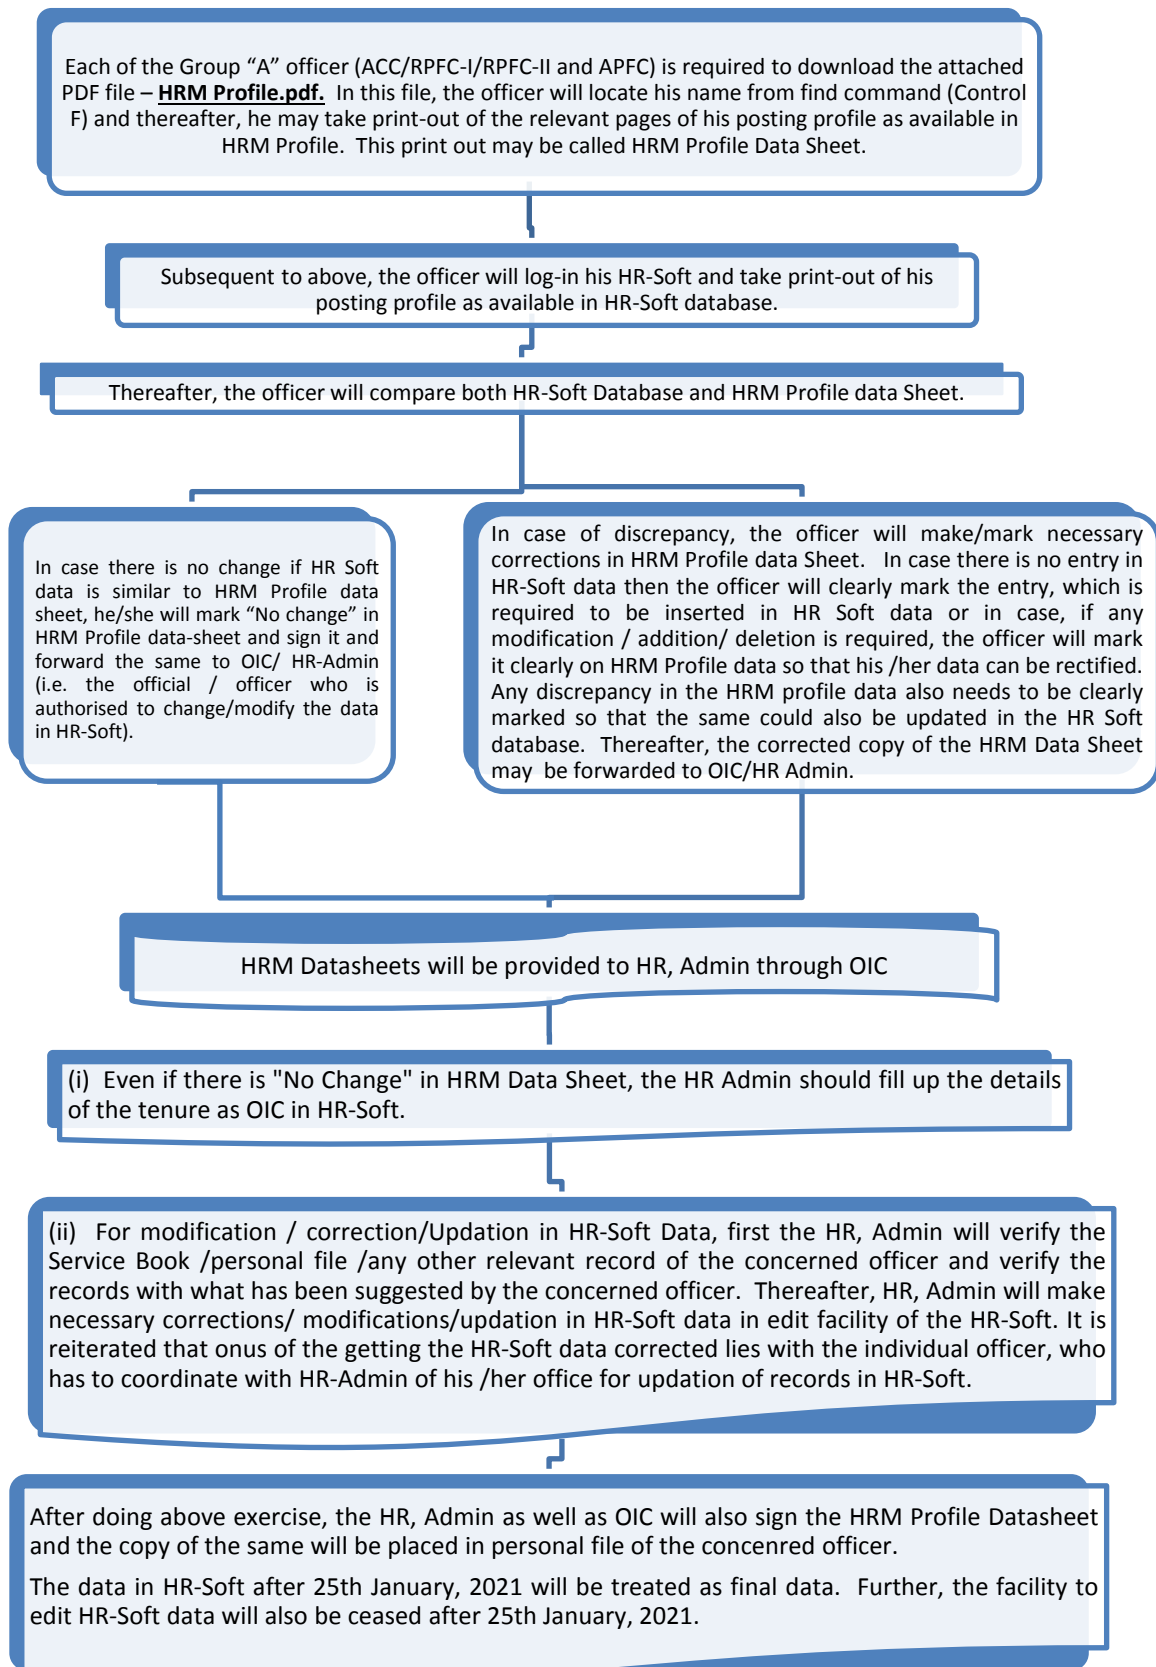 Each of the Group “A” officer (ACC/RPFC-I/RPFC-II and APFC) is required to download the attached
PDF file – HRM Profile.pdf. In this file, the officer will locate his name from find command (Control
F) and thereafter, he may take print-out of the relevant pages of his posting profile as available in
HRM Profile. This print out may be called HRM Profile Data Sheet.
Subsequent to above, the officer will log-in his HR-Soft and take print-out of his
posting profile as available in HR-Soft database.
Thereafter, the officer will compare both HR-Soft Database and HRM Profile data Sheet.
In case there is no change if HR Soft
data is similar to HRM Profile data
sheet, he/she will mark “No change” in
HRM Profile data-sheet and sign it and
forward the same to OIC/ HR-Admin
(i.e. the official / officer who is
authorised to change/modify the data
in HR-Soft).
In case of discrepancy, the officer will make/mark necessary
corrections in HRM Profile data Sheet. In case there is no entry in
HR-Soft data then the officer will clearly mark the entry, which is
required to be inserted in HR Soft data or in case, if any
modification / addition/ deletion is required, the officer will mark
it clearly on HRM Profile data so that his /her data can be rectified.
Any discrepancy in the HRM profile data also needs to be clearly
marked so that the same could also be updated in the HR Soft
database. Thereafter, the corrected copy of the HRM Data Sheet
may be forwarded to OIC/HR Admin.
HRM Datasheets will be provided to HR, Admin through OIC
(i) Even if there is "No Change" in HRM Data Sheet, the HR Admin should fill up the details
of the tenure as OIC in HR-Soft.
(ii) For modification / correction/Updation in HR-Soft Data, first the HR, Admin will verify the
Service Book /personal file /any other relevant record of the concerned officer and verify the
records with what has been suggested by the concerned officer. Thereafter, HR, Admin will make
necessary corrections/ modifications/updation in HR-Soft data in edit facility of the HR-Soft. It is
reiterated that onus of the getting the HR-Soft data corrected lies with the individual officer, who
has to coordinate with HR-Admin of his /her office for updation of records in HR-Soft.
After doing above exercise, the HR, Admin as well as OIC will also sign the HRM Profile Datasheet
and the copy of the same will be placed in personal file of the concenred officer.
The data in HR-Soft after 25th January, 2021 will be treated as final data. Further, the facility to
edit HR-Soft data will also be ceased after 25th January, 2021.